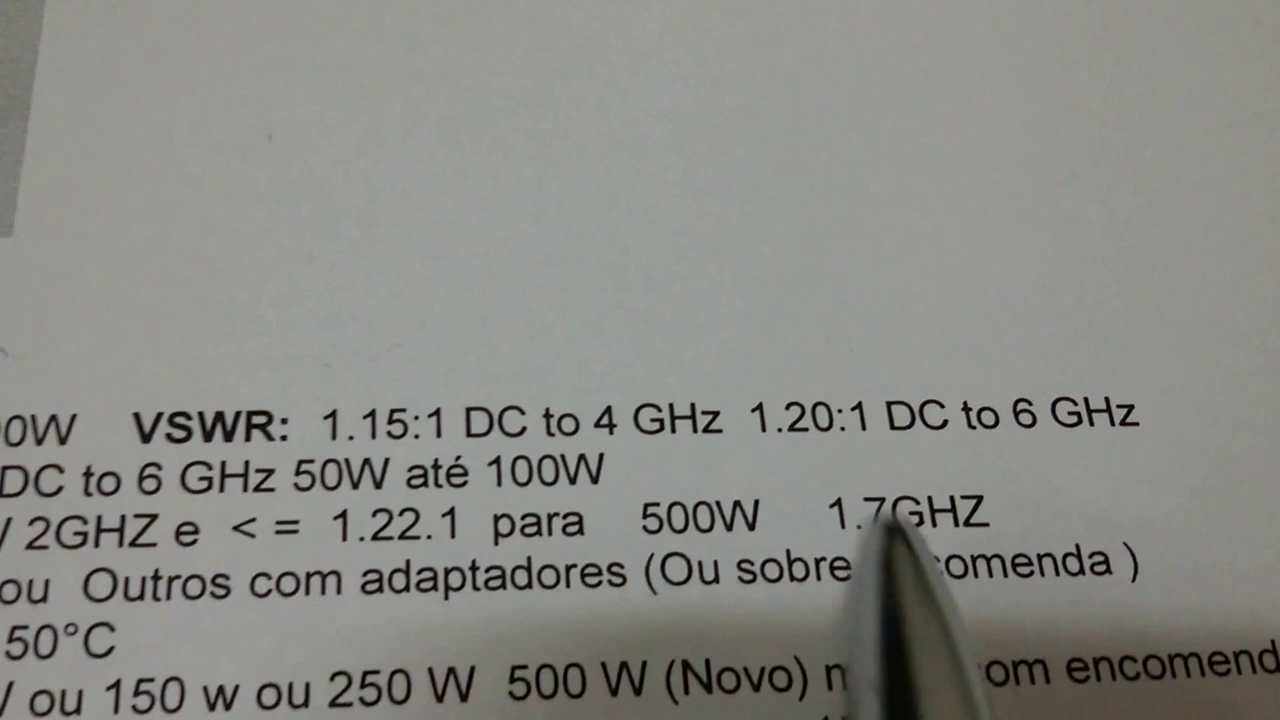 0W VSWR: 1.15:1 DC to 4 GHz 1.20:1 DC to 6 GHz
DC to 6 GHz 50W até 100W
/ 2GHZ e < = 1.22.1 para 500W 1.7GHZ
ou Outros com adaptadores (Ou sobre comenda )
50°C
/ ou 150 w ou 250 W 500 W (Novo) om encomend